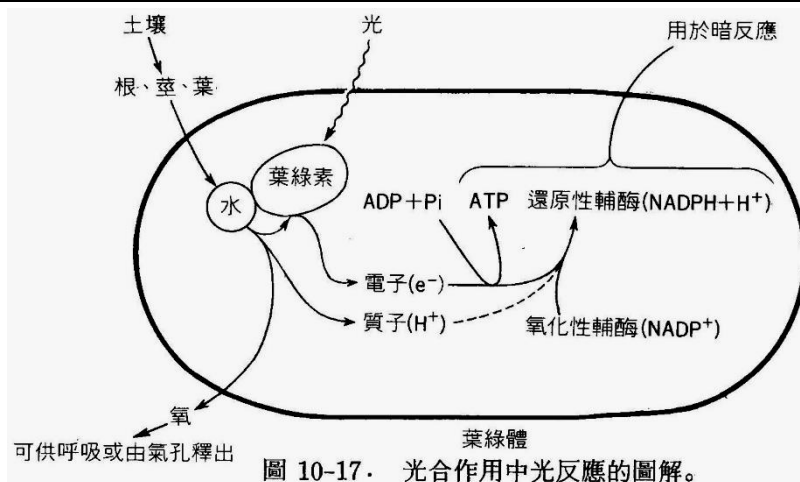 土壤
光
用於暗反應
根、莖、葉
葉綠素
水
ADP+Pi ATP 還原性輔酶(NADPH+H⁺)
電子(e⁻)
質子(H⁺)
氧化性輔酶(NADP⁺)
氧
可供呼吸或由氣孔釋出
葉綠體
圖 10-17. 光合作用中光反應的圖解。